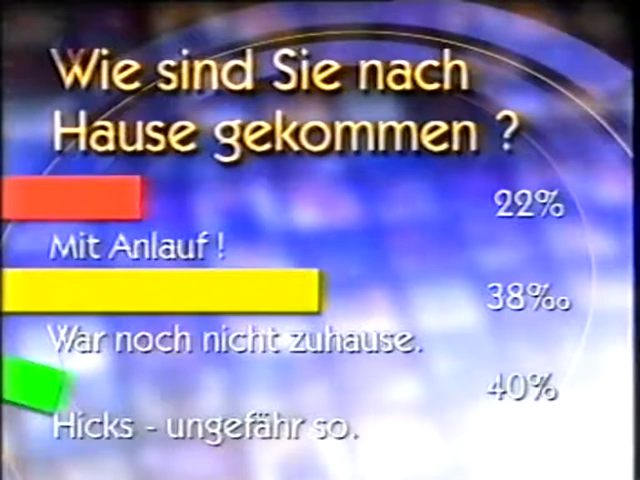 Wie sind Sie nach
Hause gekommen ?
22%
Mit Anlauf !
38‰
War noch nicht zuhause.
40%
Hicks - ungefähr so.